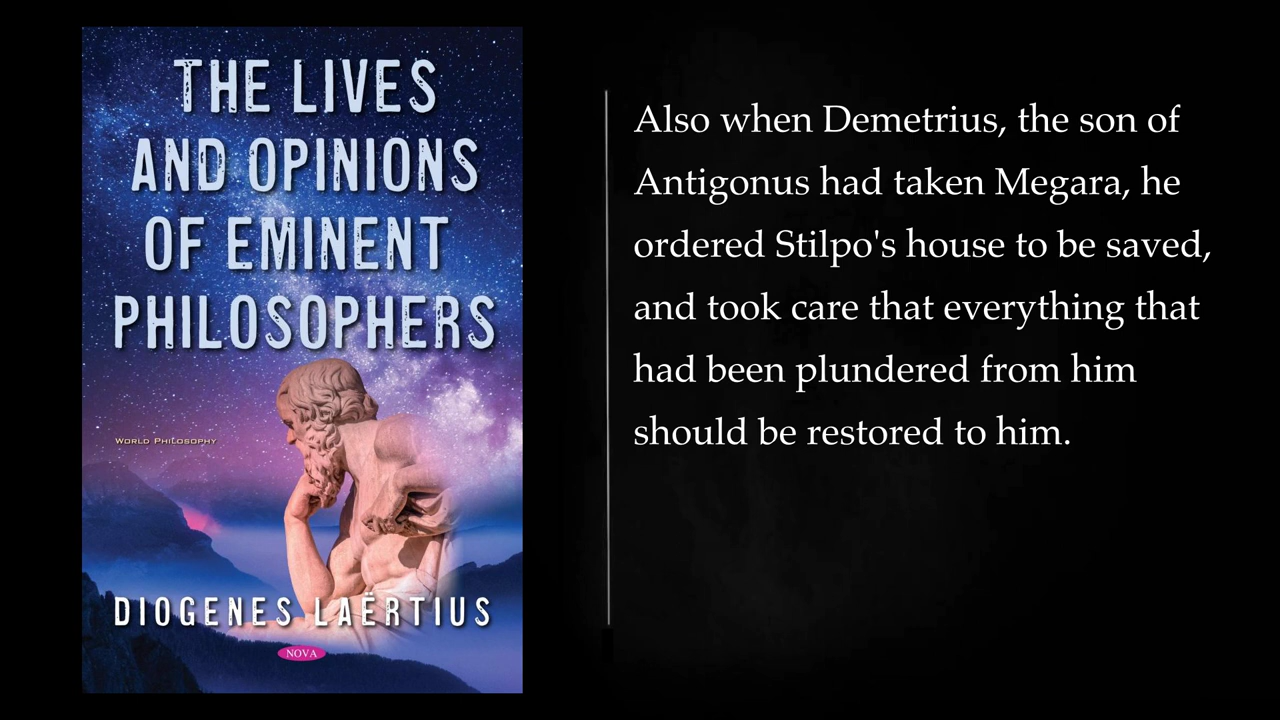 THE LIVES
AND OPINIONS
OF EMINENT
PHILOSOPHERS
WORLD PHILOSOPHY
DIOGENES LAËRTIUS
NOVA
Also when Demetrius, the son of
Antigonus had taken Megara, he
ordered Stilpo's house to be saved,
and took care that everything that
had been plundered from him
should be restored to him.